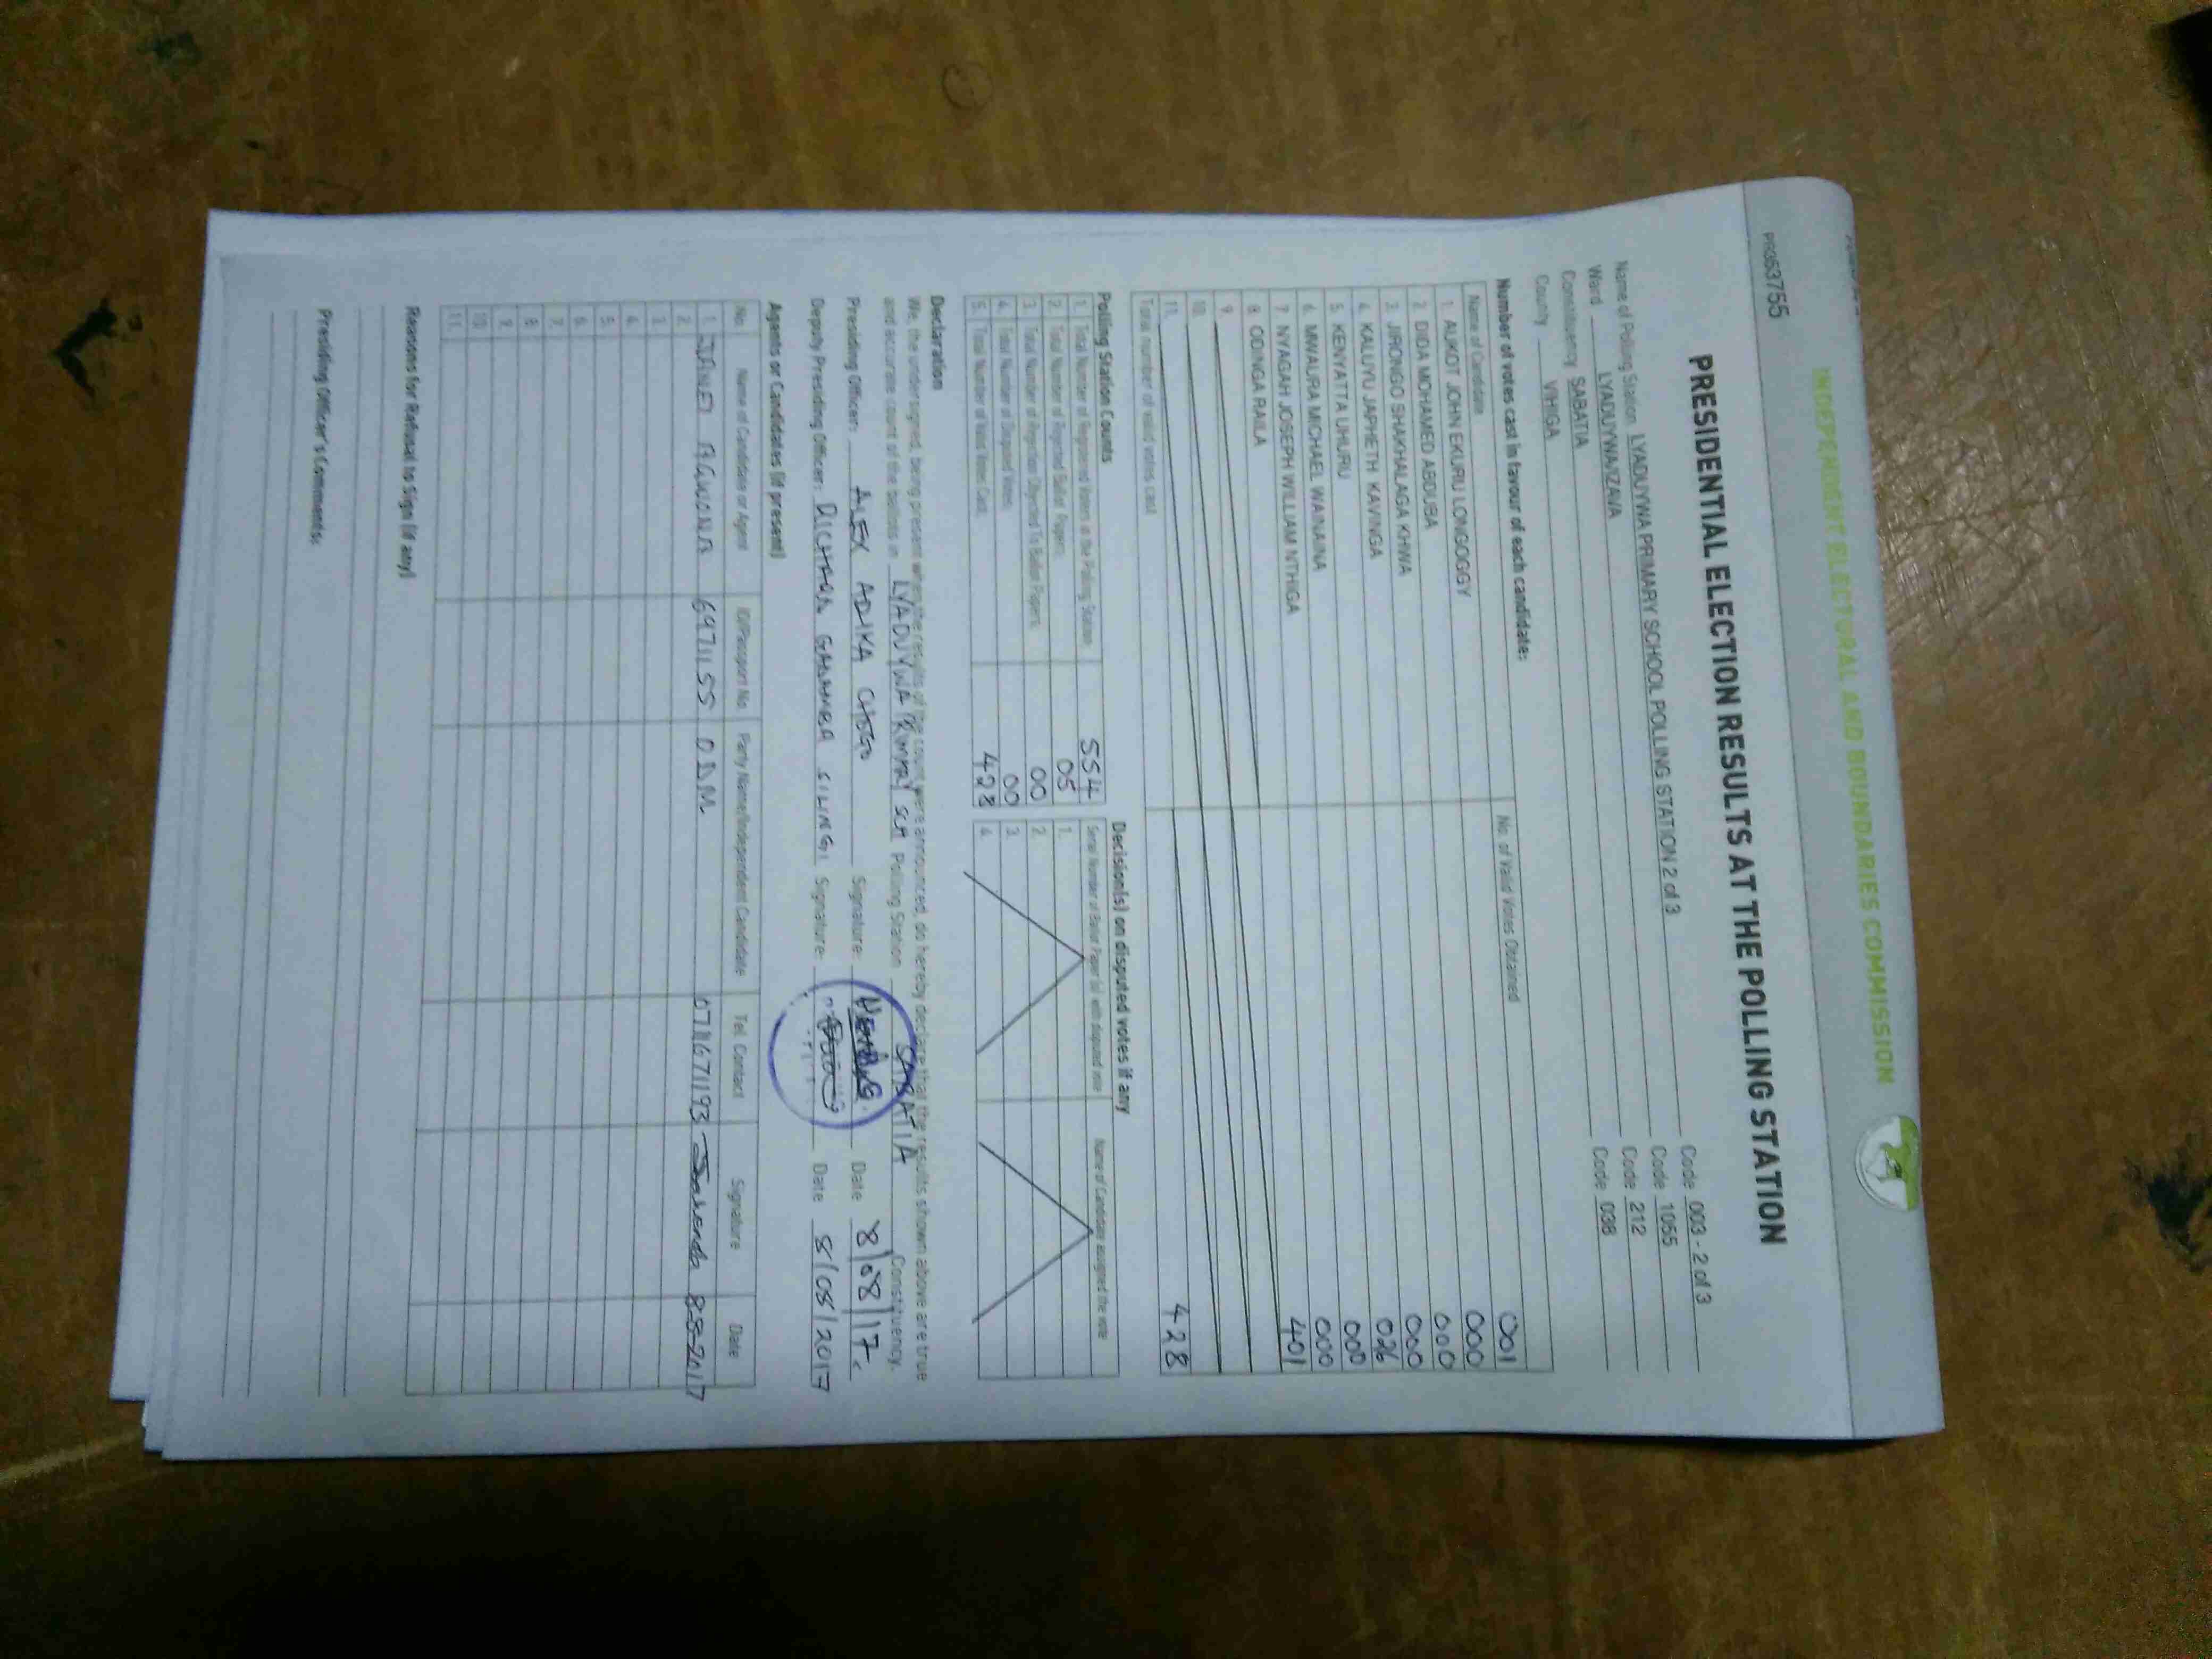 INDEPENDENT ELECTORAL AND BOUNDARIES COMMISSION
PR363755
PRESIDENTIAL ELECTION RESULTS AT THE POLLING STATION
Name of Polling Station LYADUYWA PRIMARY SCHOOL POLLING STATION 2 of 3 Code 003 - 2 of 3
Ward LYADUYWA/IZAVA Code 1055
Constituency SABATIA Code 212
County VIHIGA Code 038
Number of votes cast in favour of each candidate:
Name of Candidate No. of Valid Votes Obtained
1. AUKOT JOHN EKURU LONGOGGY 001
2. DIDA MOHAMED ABDUBA 000
3. JIRONGO SHAKHALAGA KHWA 000
4. KALUYU JAPHETH KAVINGA 000
5. KENYATTA UHURU 026
6. MWAURA MICHAEL WAINAINA 000
7. NYAGAH JOSEPH WILLIAM NTHIGA 000
8. ODINGA RAILA 401
9.
10.
11.
Total number of valid votes cast 428
Polling Station Counts
1. Total Number of Registered Voters in the Polling Station 554
2. Total Number of Rejected Ballot Papers 05
3. Total Number of Rejection Objected To Ballot Papers 00
4. Total Number of Disputed Votes 00
5. Total Number of Valid Votes Cast 428
Decision(s) on disputed votes if any
Serial Number of Ballot Paper(s) with disputed vote Name of Candidate assigned the vote
1.
2.
3.
4.
Declaration
We, the undersigned, being present when the results of the count were announced, do hereby declare that the results shown above are true
and accurate count of the ballots in LYADUYWA PRIMARY SCH Polling Station SABATIA Constituency.
Presiding Officer: ALEX ADIKA Signature: Date 8/08/17
Deputy Presiding Officer: Signature: Date 8/08/2017
Agents or Candidates (if present)
No. Name of Candidate or Agent ID/Passport No. Party Name/Independent Candidate Tel. Contact Signature Date
1. 6971155 ODM 0716711193 8-8-2017
2.
3.
4.
5.
6.
7.
8.
9.
10.
11.
Reasons for Refusal to Sign (if any)
Presiding Officer's Comments: